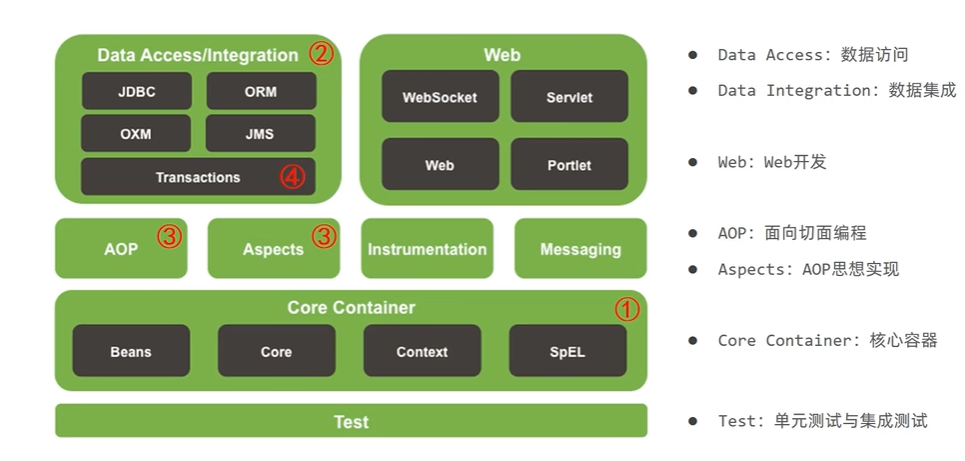 Data Access/Integration ②
JDBC ORM
OXM JMS
Transactions ④
Web
WebSocket Servlet
Web Portlet
AOP ③
Aspects ③
Instrumentation
Messaging
Core Container ①
Beans Core Context SpEL
Test
● Data Access：数据访问
● Data Integration：数据集成
● Web：Web开发
● AOP：面向切面编程
● Aspects：AOP思想实现
● Core Container：核心容器
● Test：单元测试与集成测试